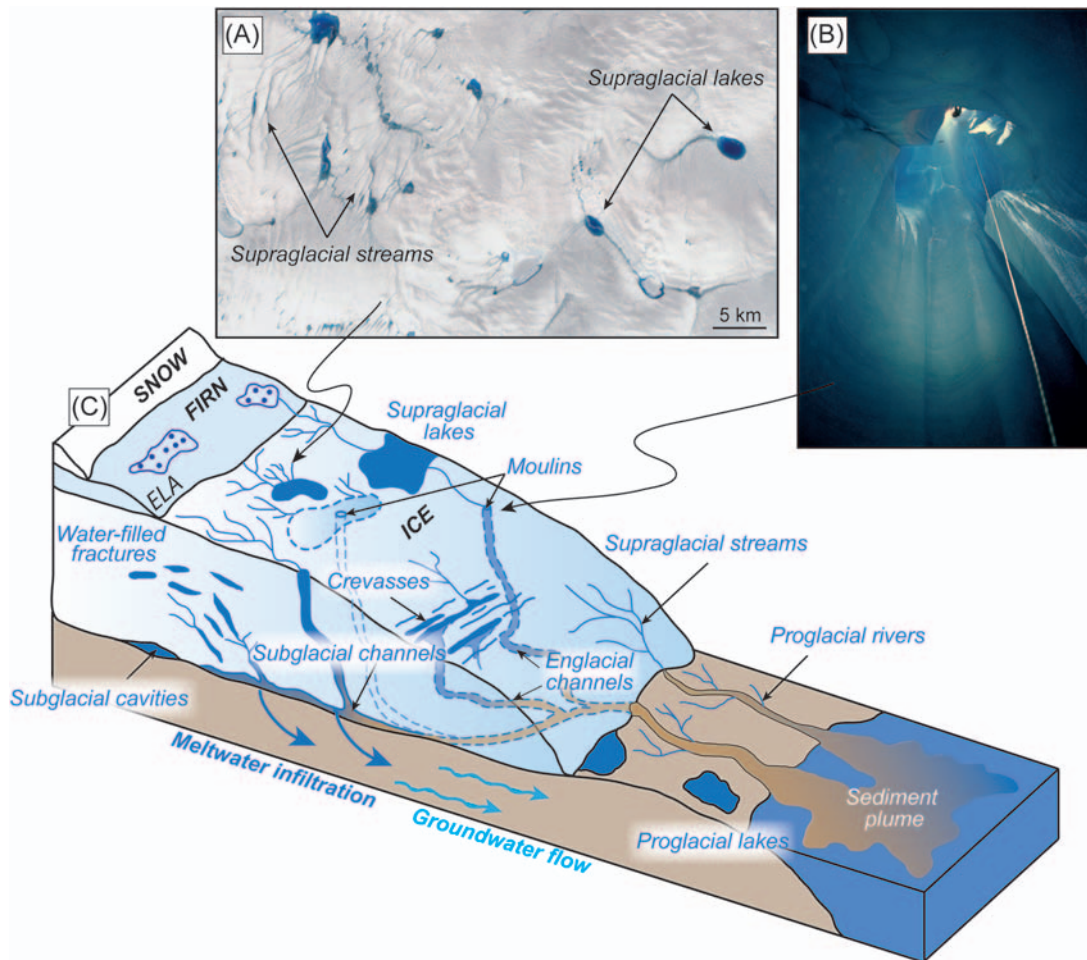 (A)
Supraglacial lakes
Supraglacial streams
5 km
(B)
(C)
SNOW
FIRN
ELA
ICE
Supraglacial
lakes
Moulins
Water-filled
fractures
Crevasses
Supraglacial streams
Subglacial channels
Englacial
channels
Proglacial rivers
Subglacial cavities
Meltwater infiltration
Groundwater flow
Sediment
plume
Proglacial lakes